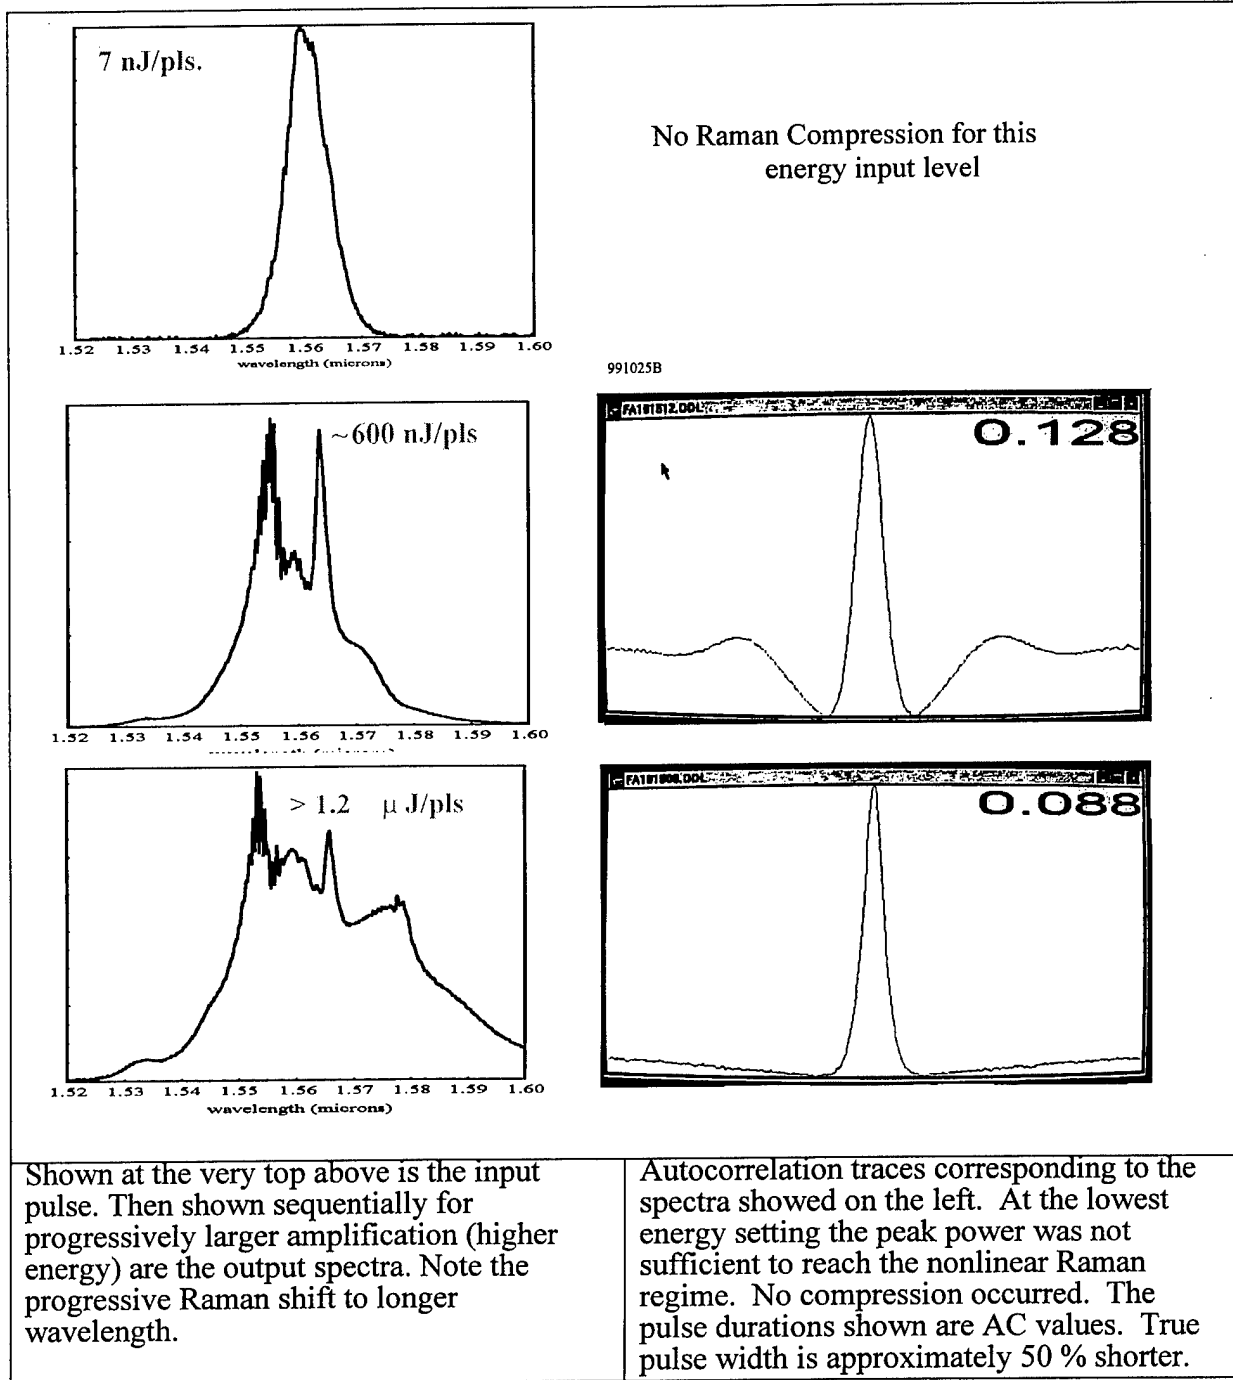 7 nJ/pls.
1.52 1.53 1.54 1.55 1.56 1.57 1.58 1.59 1.60
wavelength (microns)
No Raman Compression for this
energy input level
991025B
~600 nJ/pls
1.52 1.53 1.54 1.55 1.56 1.57 1.58 1.59 1.60
FA191512.DDL
0.128
> 1.2 μ J/pls
1.52 1.53 1.54 1.55 1.56 1.57 1.58 1.59 1.60
wavelength (microns)
0.088
Shown at the very top above is the input
pulse. Then shown sequentially for
progressively larger amplification (higher
energy) are the output spectra. Note the
progressive Raman shift to longer
wavelength.
Autocorrelation traces corresponding to the
spectra showed on the left. At the lowest
energy setting the peak power was not
sufficient to reach the nonlinear Raman
regime. No compression occurred. The
pulse durations shown are AC values. True
pulse width is approximately 50 % shorter.